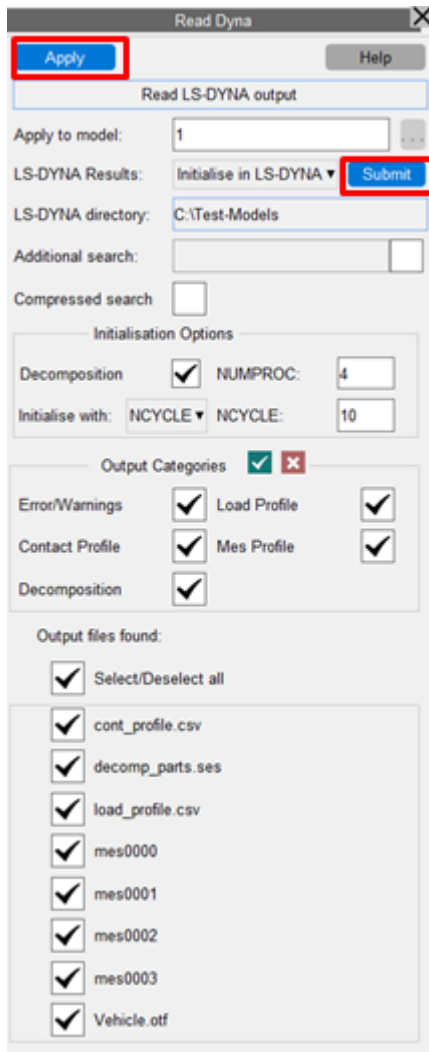 Read Dyna
Apply Help
Read LS-DYNA output
Apply to model: 1 ...
LS-DYNA Results: Initialise in LS-DYNA Submit
LS-DYNA directory: C:\Test-Models
Additional search:
Compressed search
Initialisation Options
Decomposition NUMPROC: 4
Initialise with: NCYCLE NCYCLE: 10
Output Categories
Error/Warnings Load Profile
Contact Profile Mes Profile
Decomposition
Output files found:
Select/Deselect all
cont_profile.csv
decomp_parts.ses
load_profile.csv
mes0000
mes0001
mes0002
mes0003
Vehicle.otf